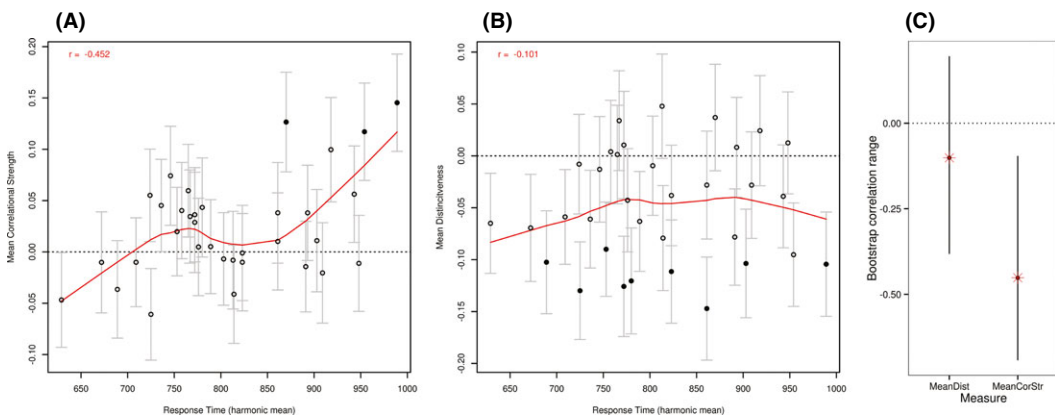 (A)
r = -0.452
Mean Correlational Strength
0.20
0.15
0.10
0.05
0.00
-0.05
-0.10
650 700 750 800 850 900 950 1000
Response Time (harmonic mean)
(B)
r = -0.101
Mean Distinctiveness
0.10
0.05
0.00
-0.05
-0.10
-0.15
-0.20
650 700 750 800 850 900 950 1000
Response Time (harmonic mean)
(C)
Bootstrap correlation range
0.00
-0.25
-0.50
MeanDist MeanCorStr
Measure